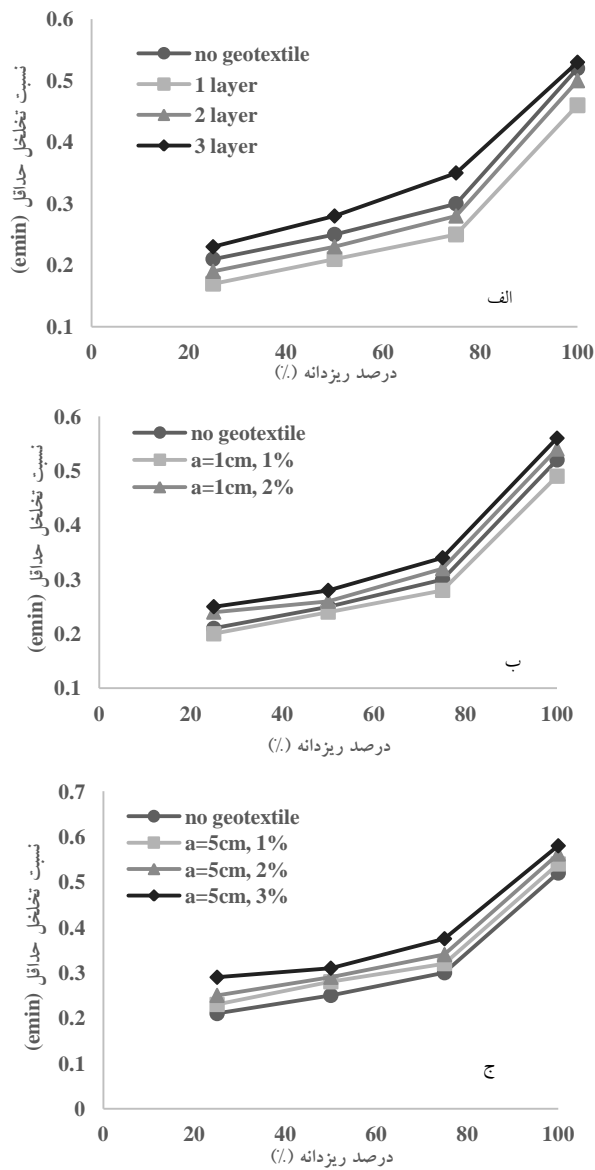 0.6
0.5
0.4
0.3
0.2
0.1
نسبت تخلخل حداقل (emin)
no geotextile
1 layer
2 layer
3 layer
الف
0 20 40 60 80 100
درصد ریزدانه (٪)
0.6
0.5
0.4
0.3
0.2
0.1
نسبت تخلخل حداقل (emin)
no geotextile
a=1cm, 1%
a=1cm, 2%
ب
0 20 40 60 80 100
درصد ریزدانه (٪)
0.7
0.6
0.5
0.4
0.3
0.2
0.1
0
نسبت تخلخل حداقل (emin)
no geotextile
a=5cm, 1%
a=5cm, 2%
a=5cm, 3%
ج
0 20 40 60 80 100
درصد ریزدانه (٪)